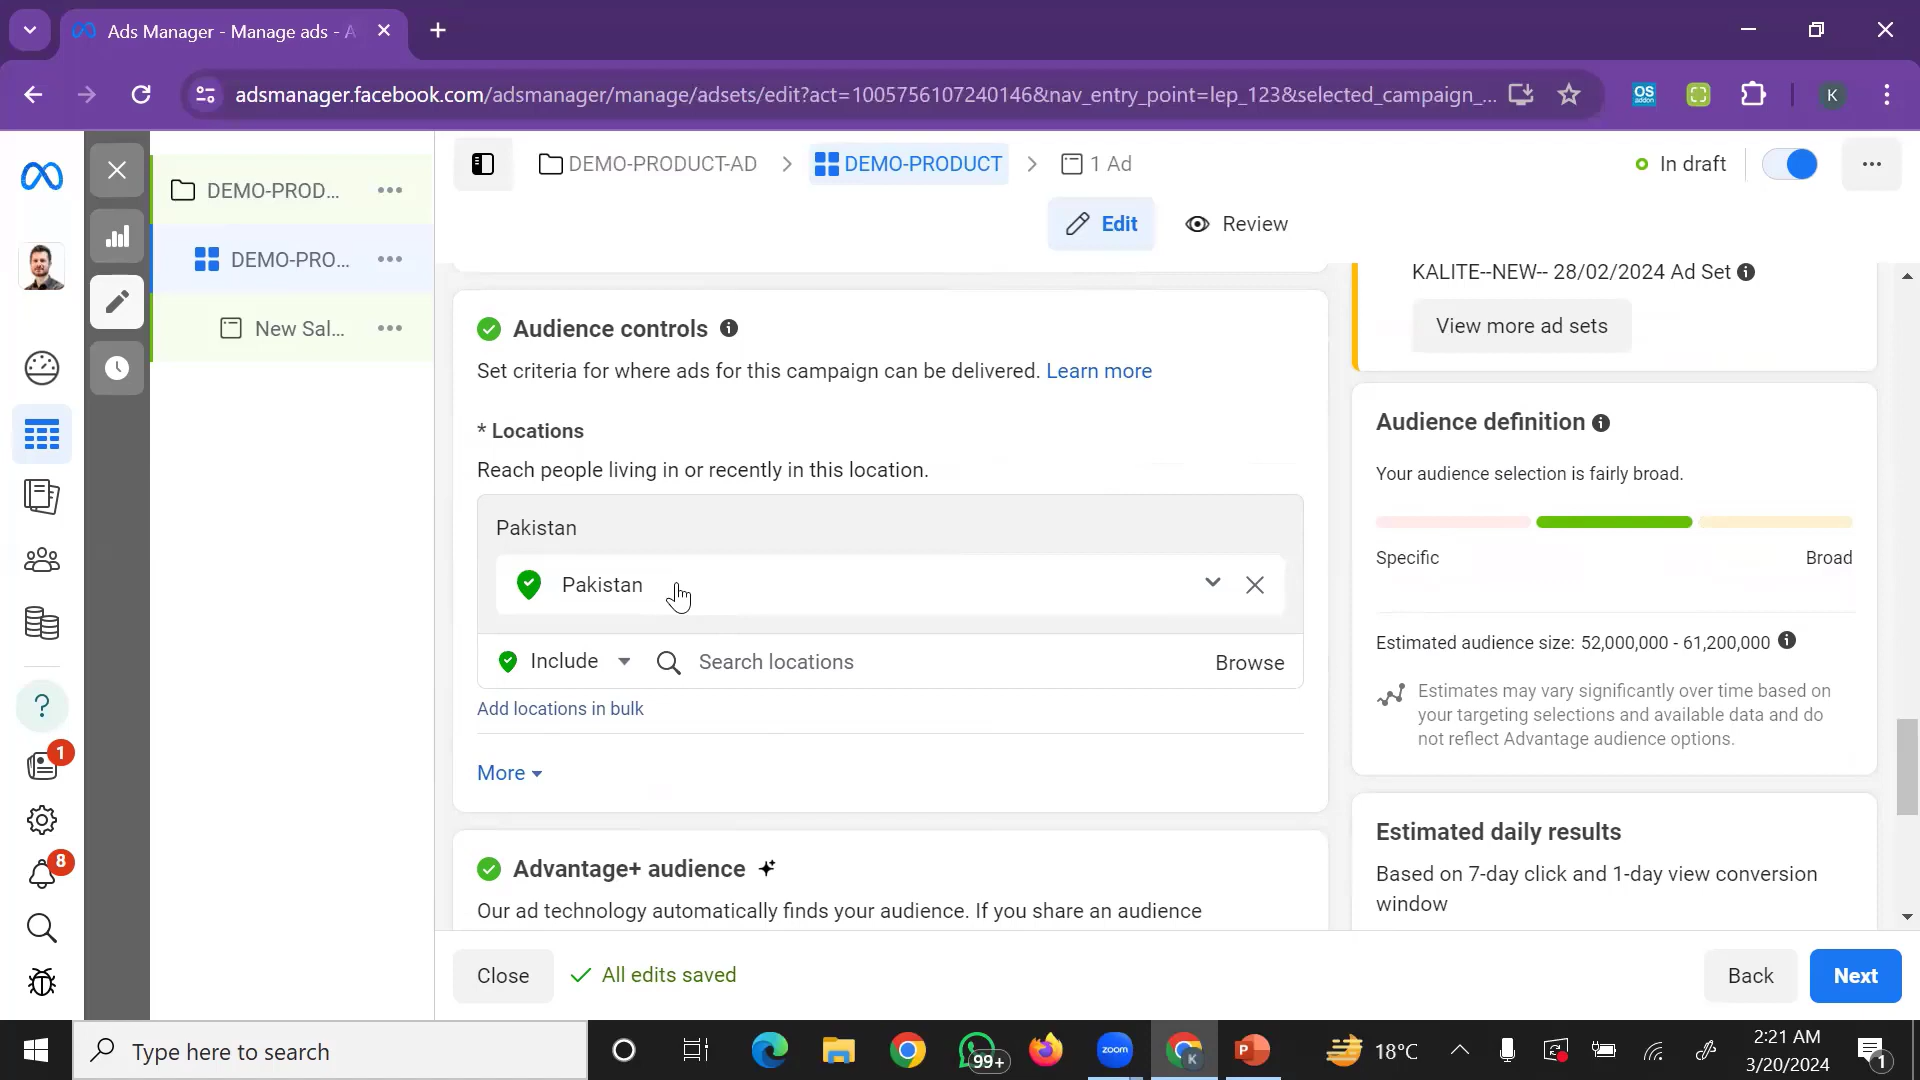 Ads Manager - Manage ads - A
adsmanager.facebook.com/adsmanager/manage/adsets/edit?act=1005756107240146&nav_entry_point=lep_123&selected_campaign_...
OS
addon
K
DEMO-PRODUCT-AD
DEMO-PRODUCT
1 Ad
In draft
DEMO-PROD...
DEMO-PRO...
New Sal...
Edit
Review
KALITE--NEW-- 28/02/2024 Ad Set
View more ad sets
Audience controls
Set criteria for where ads for this campaign can be delivered. Learn more
* Locations
Reach people living in or recently in this location.
Pakistan
Pakistan
Include
Search locations
Browse
Add locations in bulk
More
Advantage+ audience
Our ad technology automatically finds your audience. If you share an audience
Audience definition
Your audience selection is fairly broad.
Specific
Broad
Estimated audience size: 52,000,000 - 61,200,000
Estimates may vary significantly over time based on
your targeting selections and available data and do
not reflect Advantage audience options.
Estimated daily results
Based on 7-day click and 1-day view conversion
window
1
8
Close
All edits saved
Back
Next
Type here to search
99+
zoom
K
P
18°C
2:21 AM
3/20/2024
1